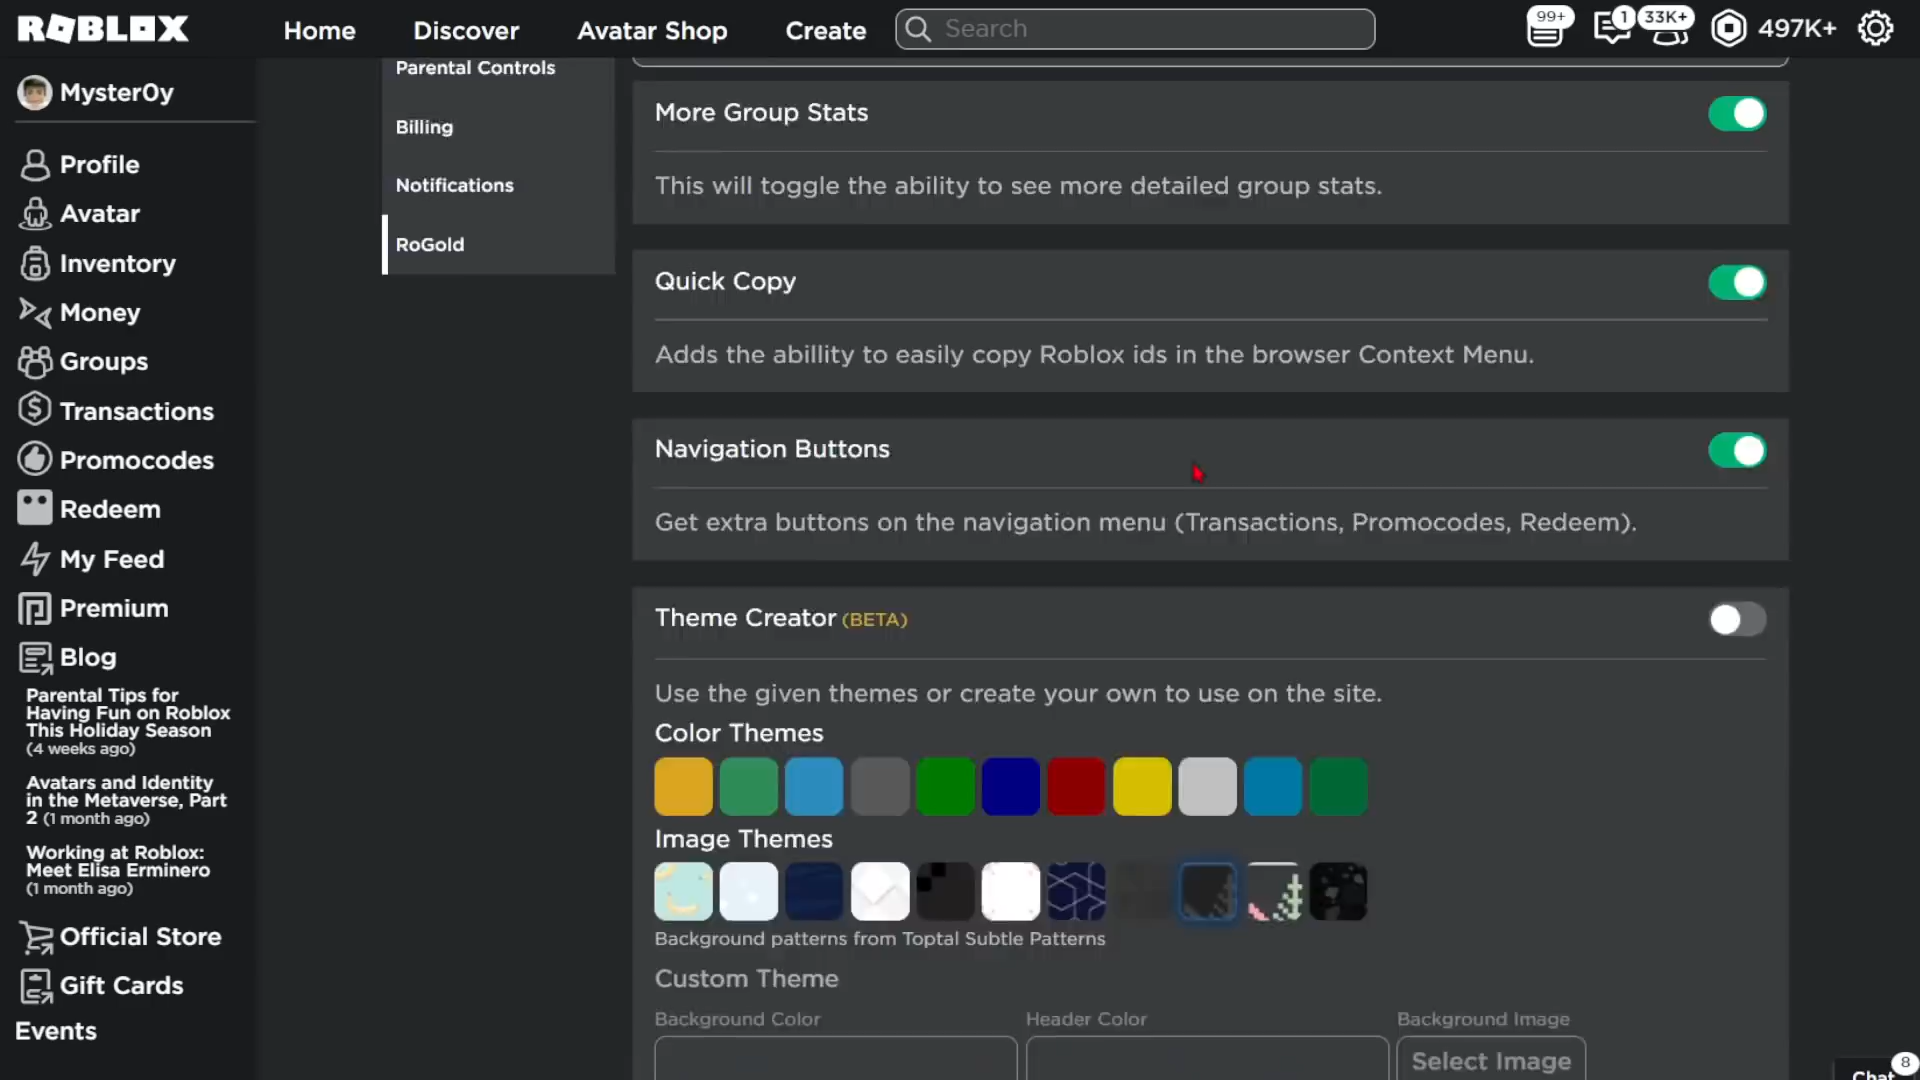 ROBLOX
Home
Discover
Avatar Shop
Create
Search
99+
1
33K+
497K+
Myster0y
Profile
Avatar
Inventory
Money
Groups
Transactions
Promocodes
Redeem
My Feed
Premium
Blog
Parental Tips for
Having Fun on Roblox
This Holiday Season
(4 weeks ago)
Avatars and Identity
in the Metaverse, Part
2 (1 month ago)
Working at Roblox:
Meet Elisa Erminero
(1 month ago)
Official Store
Gift Cards
Events
Parental Controls
Billing
Notifications
RoGold
More Group Stats
This will toggle the ability to see more detailed group stats.
Quick Copy
Adds the abillity to easily copy Roblox ids in the browser Context Menu.
Navigation Buttons
Get extra buttons on the navigation menu (Transactions, Promocodes, Redeem).
Theme Creator (BETA)
Use the given themes or create your own to use on the site.
Color Themes
Image Themes
Background patterns from Toptal Subtle Patterns
Custom Theme
Background Color
Header Color
Background Image
Select Image
Chat
8